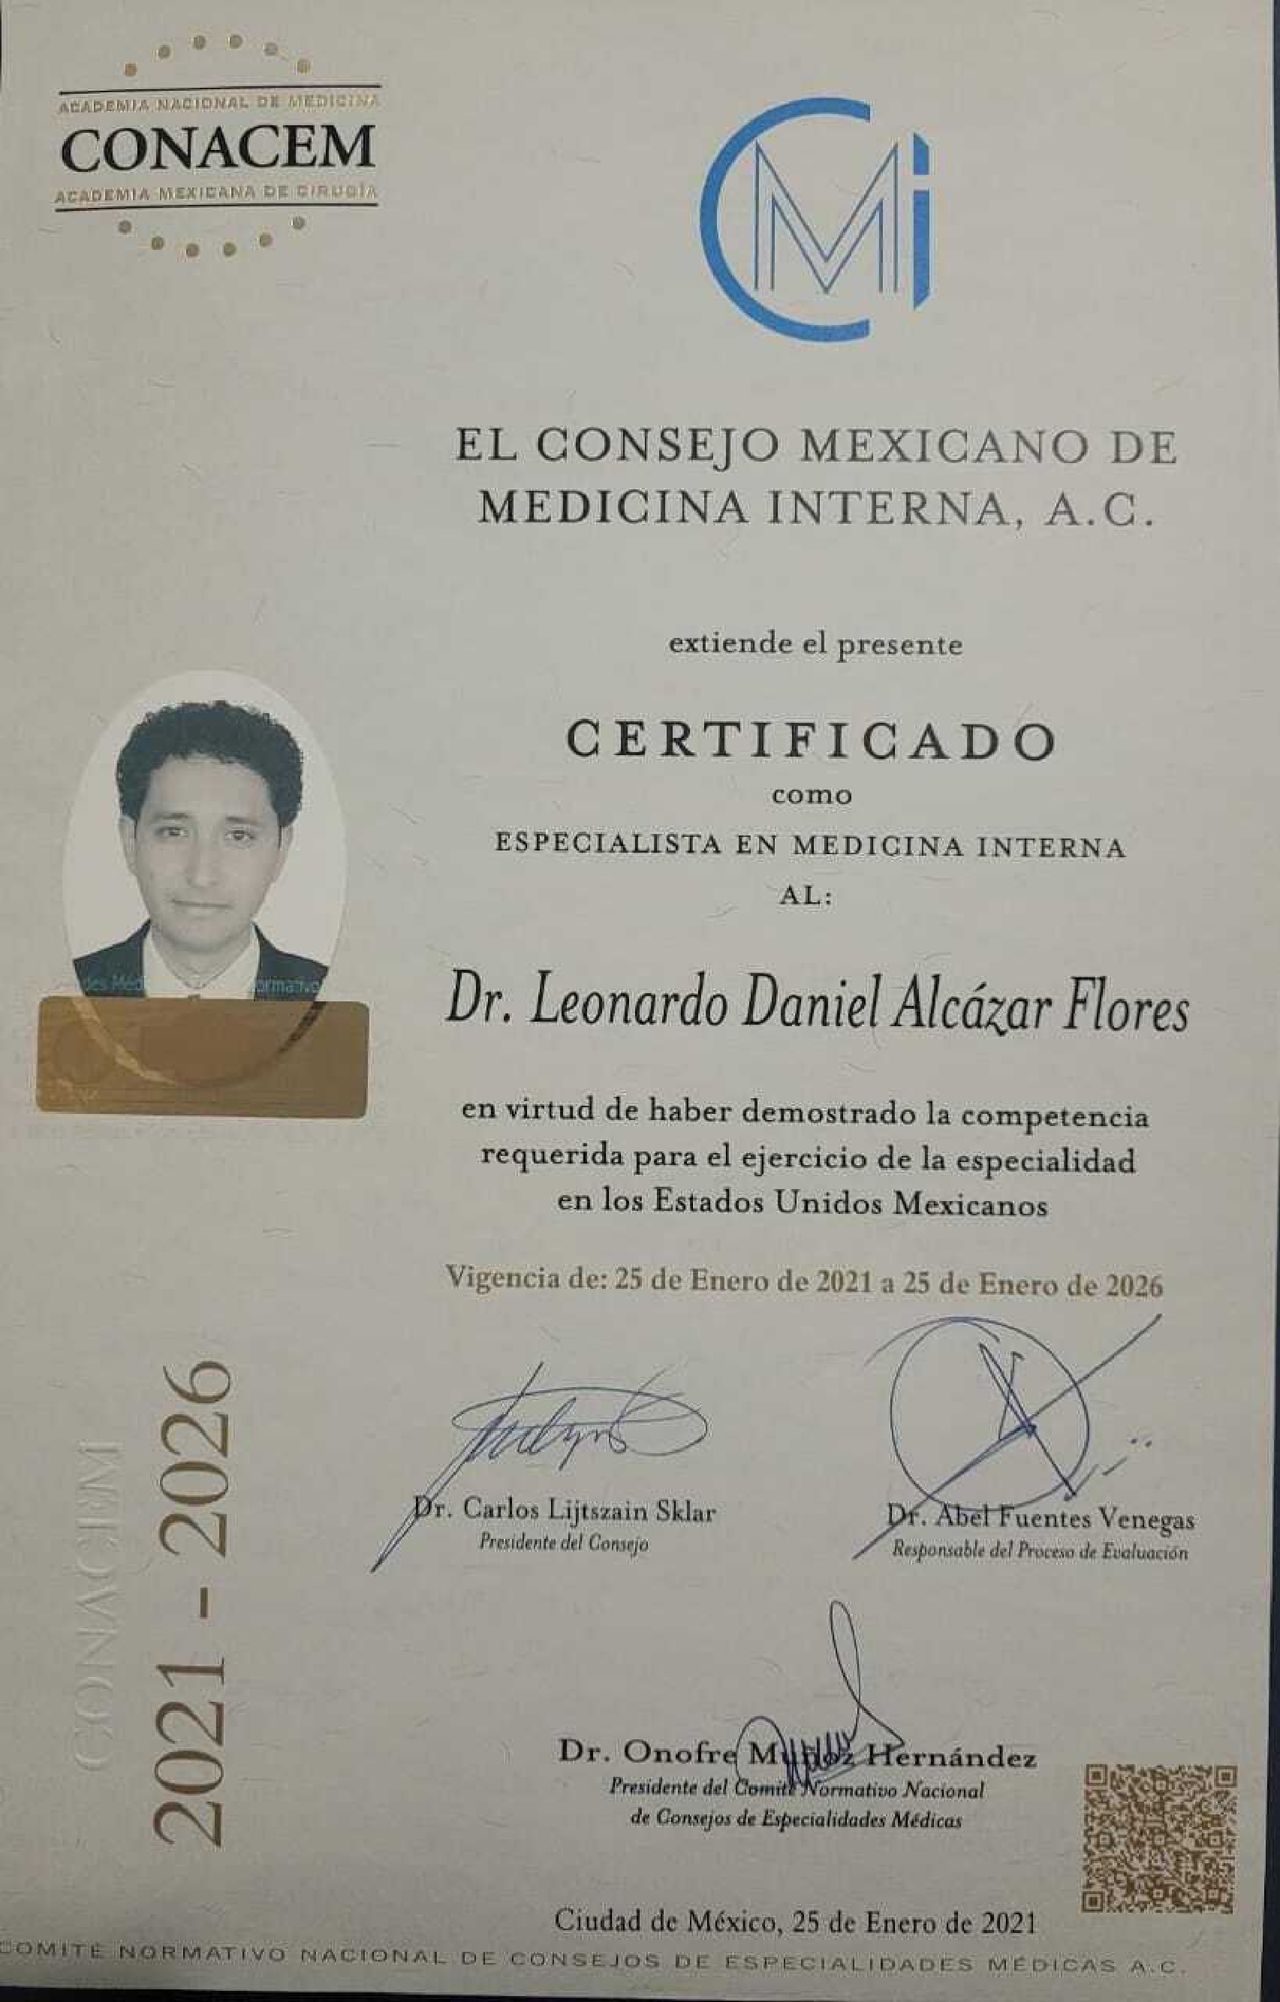 ACADEMIA NACIONAL DE MEDICINA
CONACEM
ACADEMIA MEXICANA DE CIRUGÍA
CMi
EL CONSEJO MEXICANO DE
MEDICINA INTERNA, A.C.
extiende el presente
CERTIFICADO
como
ESPECIALISTA EN MEDICINA INTERNA
AL:
Dr. Leonardo Daniel Alcázar Flores
en virtud de haber demostrado la competencia
requerida para el ejercicio de la especialidad
en los Estados Unidos Mexicanos
Vigencia de: 25 de Enero de 2021 a 25 de Enero de 2026
CONACEM
2021 - 2026
Dr. Carlos Lijtszain Sklar
Presidente del Consejo
Dr. Abel Fuentes Venegas
Responsable del Proceso de Evaluación
Dr. Onofre Muñoz Hernández
Presidente del Comité Normativo Nacional
de Consejos de Especialidades Médicas
Ciudad de México, 25 de Enero de 2021
COMITÉ NORMATIVO NACIONAL DE CONSEJOS DE ESPECIALIDADES MÉDICAS A.C.